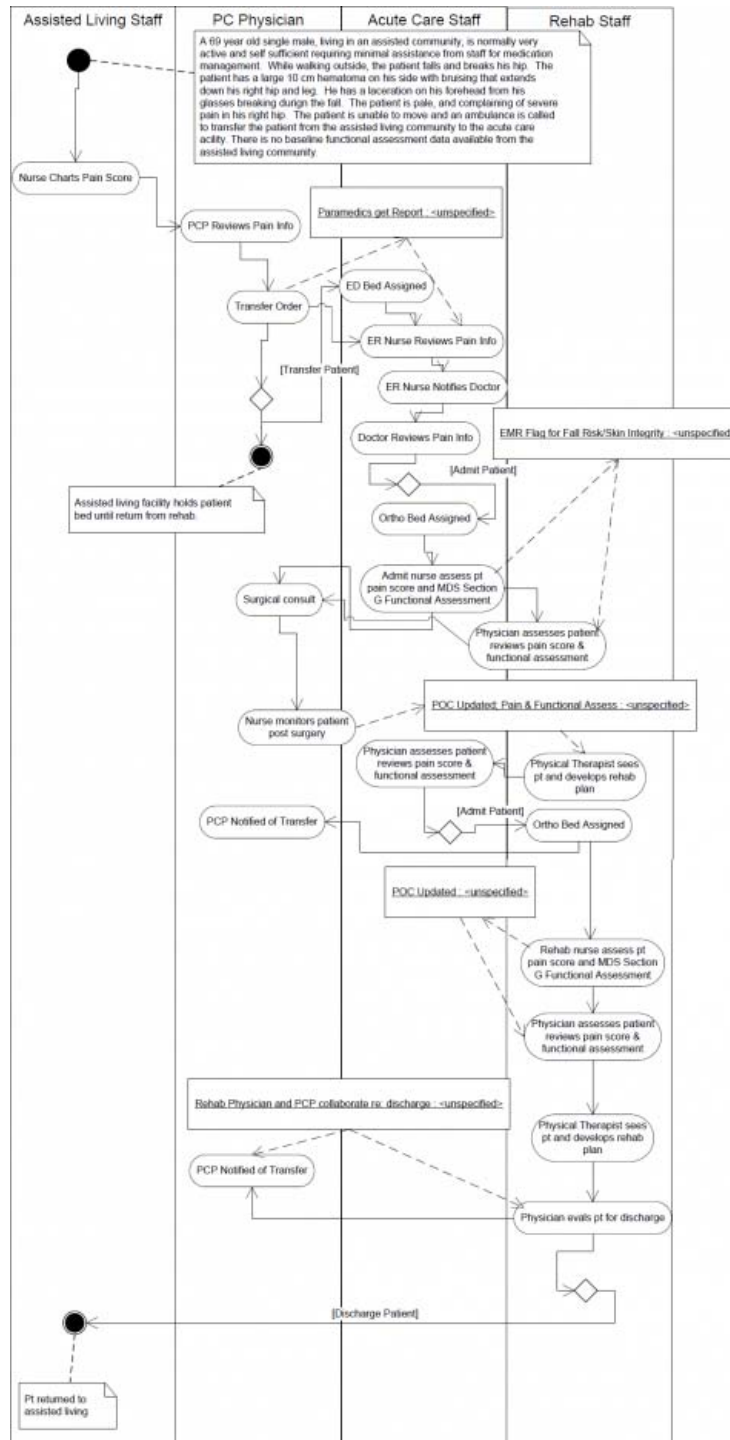 Assisted Living Staff
PC Physician
Acute Care Staff
Rehab Staff
A 69 year old single male, living in an assisted community, is normally very
active and self sufficient requiring minimal assistance from staff for medication
management. While walking outside, the patient falls and breaks his hip. The
patient has a large 10 cm hematoma on his side with bruising that extends
down his right hip and leg. He has a laceration on his forehead from his
glasses breaking durign the fall. The patient is pale, and complaining of severe
pain in his right hip. The patient is unable to move and an ambulance is called
to transfer the patient from the assisted living community to the acute care
acility. There is no baseline functional assessment data available from the
assisted living community.
Nurse Charts Pain Score
Paramedics get Report : <unspecified>
PCP Reviews Pain Info
ED Bed Assigned
Transfer Order
ER Nurse Reviews Pain Info
[Transfer Patient]
ER Nurse Notifies Doctor
EMR Flag for Fall Risk/Skin Integrity : <unspecified
Doctor Reviews Pain Info
[Admit Patient]
Assisted living facility holds patient
bed until return from rehab.
Ortho Bed Assigned
Admit nurse assess pt
pain score and MDS Section
G Functional Assessment
Surgical consult
Physician assesses patient
reviews pain score &
functional assessment
POC Updated; Pain & Functional Assess : <unspecified>
Nurse monitors patient
post surgery
Physician assesses patient
reviews pain score &
functional assessment
Physical Therapist sees
pt and develops rehab
plan
[Admit Patient]
PCP Notified of Transfer
Ortho Bed Assigned
POC Updated : <unspecified>
Rehab nurse assess pt
pain score and MDS Section
G Functional Assessment
Physician assesses patient
reviews pain score &
functional assessment
Rehab Physician and PCP collaborate re: discharge : <unspecified>
Physical Therapist sees
pt and develops rehab
plan
PCP Notified of Transfer
Physician evals pt for discharge
[Discharge Patient]
Pt returned to
assisted living